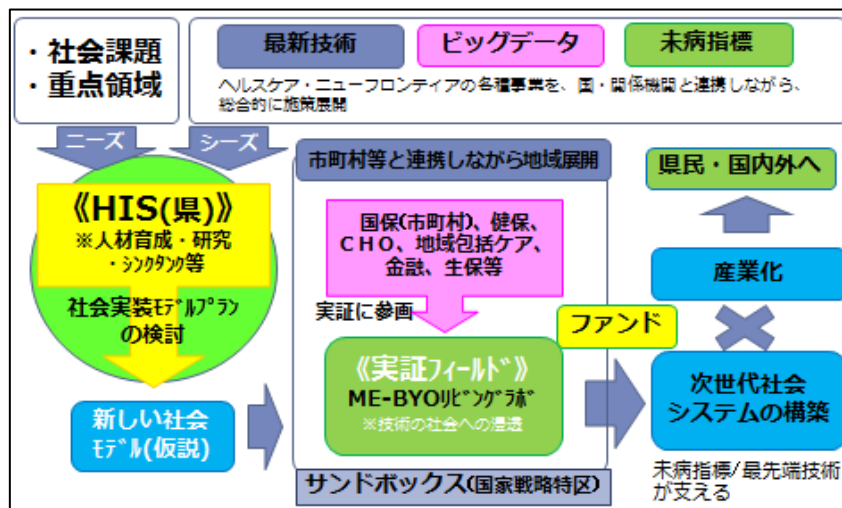 ・社会課題
・重点領域
最新技術
ビッグデータ
未病指標
ヘルスケア・ニューフロンティアの各種事業を、国・関係機関と連携しながら、
総合的に施策展開
ニーズ
シーズ
《HIS(県)》
※人材育成・研究
・ｼﾝｸﾀﾝｸ等
社会実装ﾓﾃﾞﾙﾌﾟﾗﾝ
の検討
新しい社会
ﾓﾃﾞﾙ(仮説)
市町村等と連携しながら地域展開
国保(市町村)、健保、
ＣＨＯ、地域包括ケア、
金融、生保等
実証に参画
ファンド
《実証ﾌｨｰﾙﾄﾞ》
ME-BYOﾘﾋﾞﾝｸﾞﾗﾎﾞ
※技術の社会への浸透
サンドボックス(国家戦略特区)
県民・国内外へ
産業化
次世代社会
システムの構築
未病指標/最先端技術
が支える